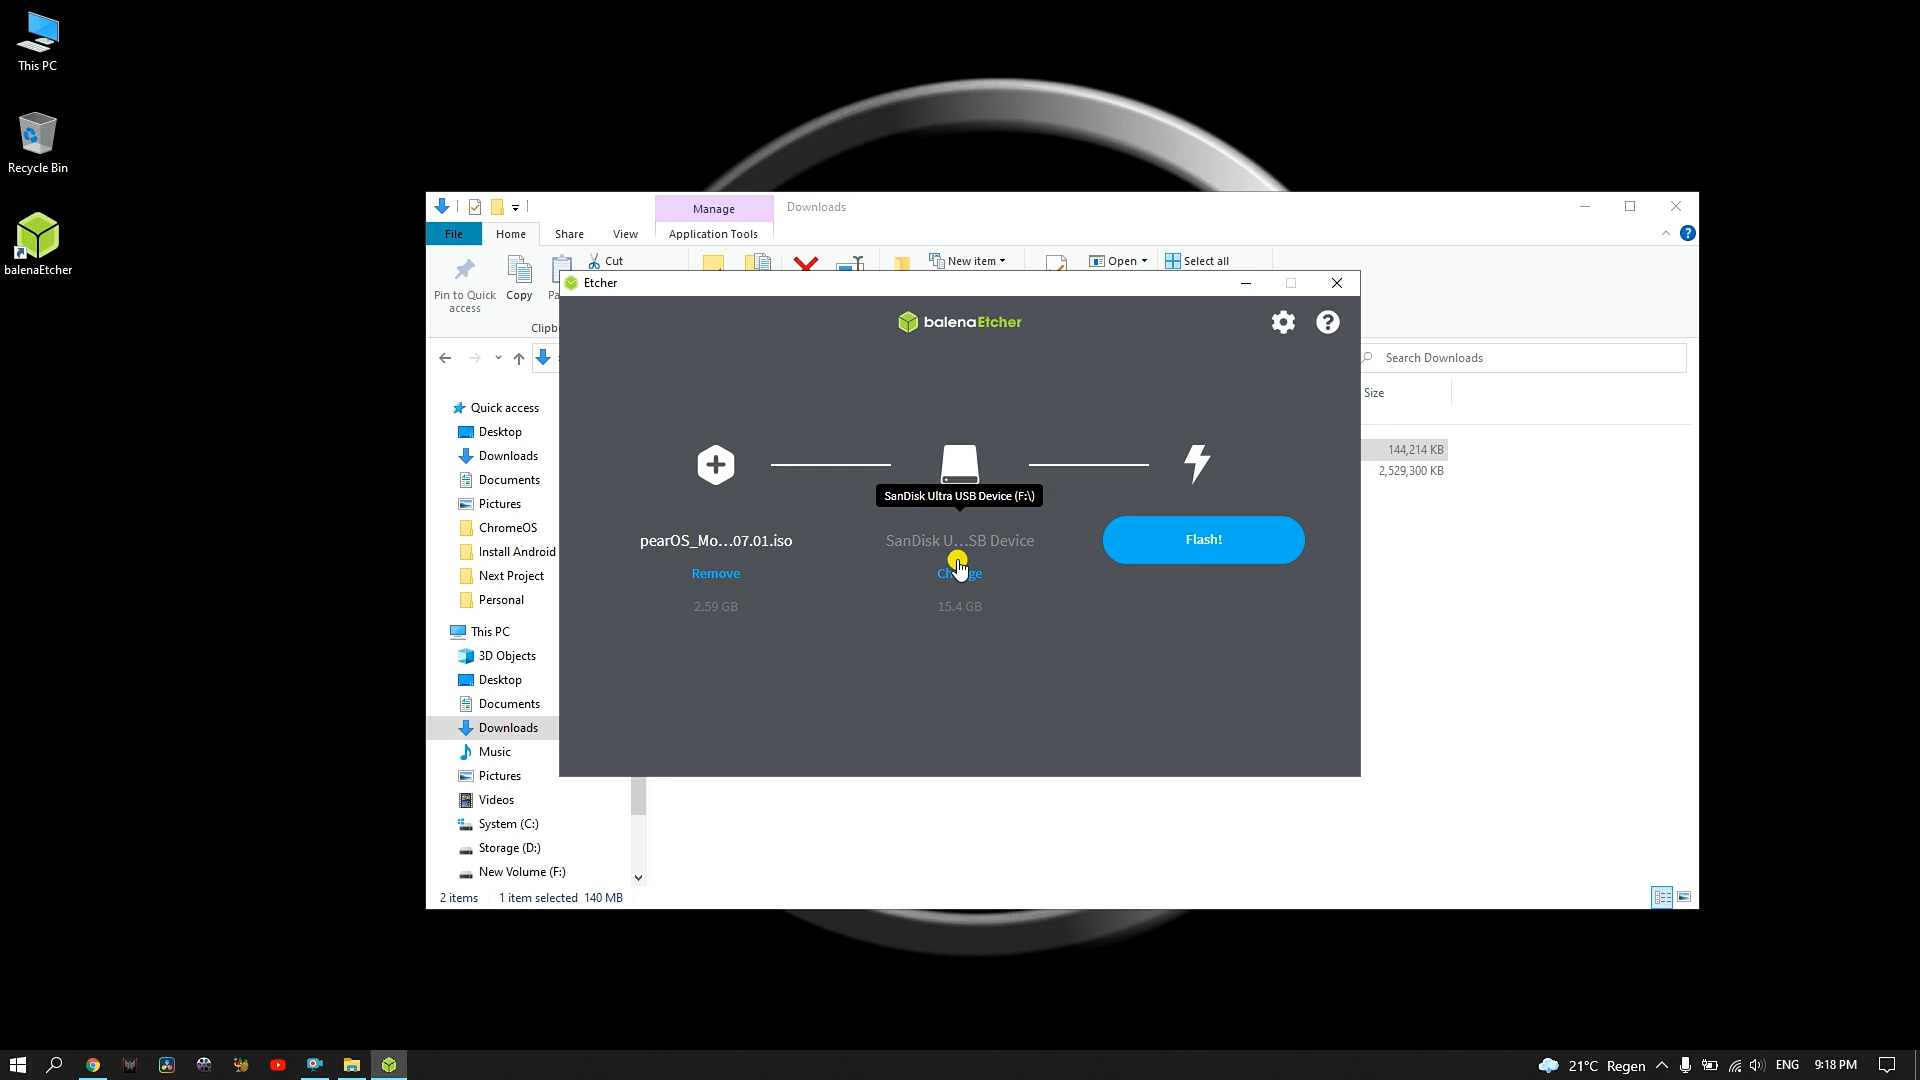 This PC
Recycle Bin
balenaEtcher
Manage
Downloads
File
Home
Share
View
Application Tools
Pin to Quick
access
Copy
Cut
New item
Open
Select all
Search Downloads
Size
144,214 KB
2,529,300 KB
Quick access
Desktop
Downloads
Documents
Pictures
ChromeOS
Install Android
Next Project
Personal
This PC
3D Objects
Desktop
Documents
Downloads
Music
Pictures
Videos
System (C:)
Storage (D:)
New Volume (F:)
2 items 1 item selected 140 MB
Etcher
balenaEtcher
SanDisk Ultra USB Device (F:\)
pearOS_Mo...07.01.iso
Remove
2.59 GB
SanDisk U...SB Device
15.4 GB
Flash!
21°C Regen
ENG
9:18 PM